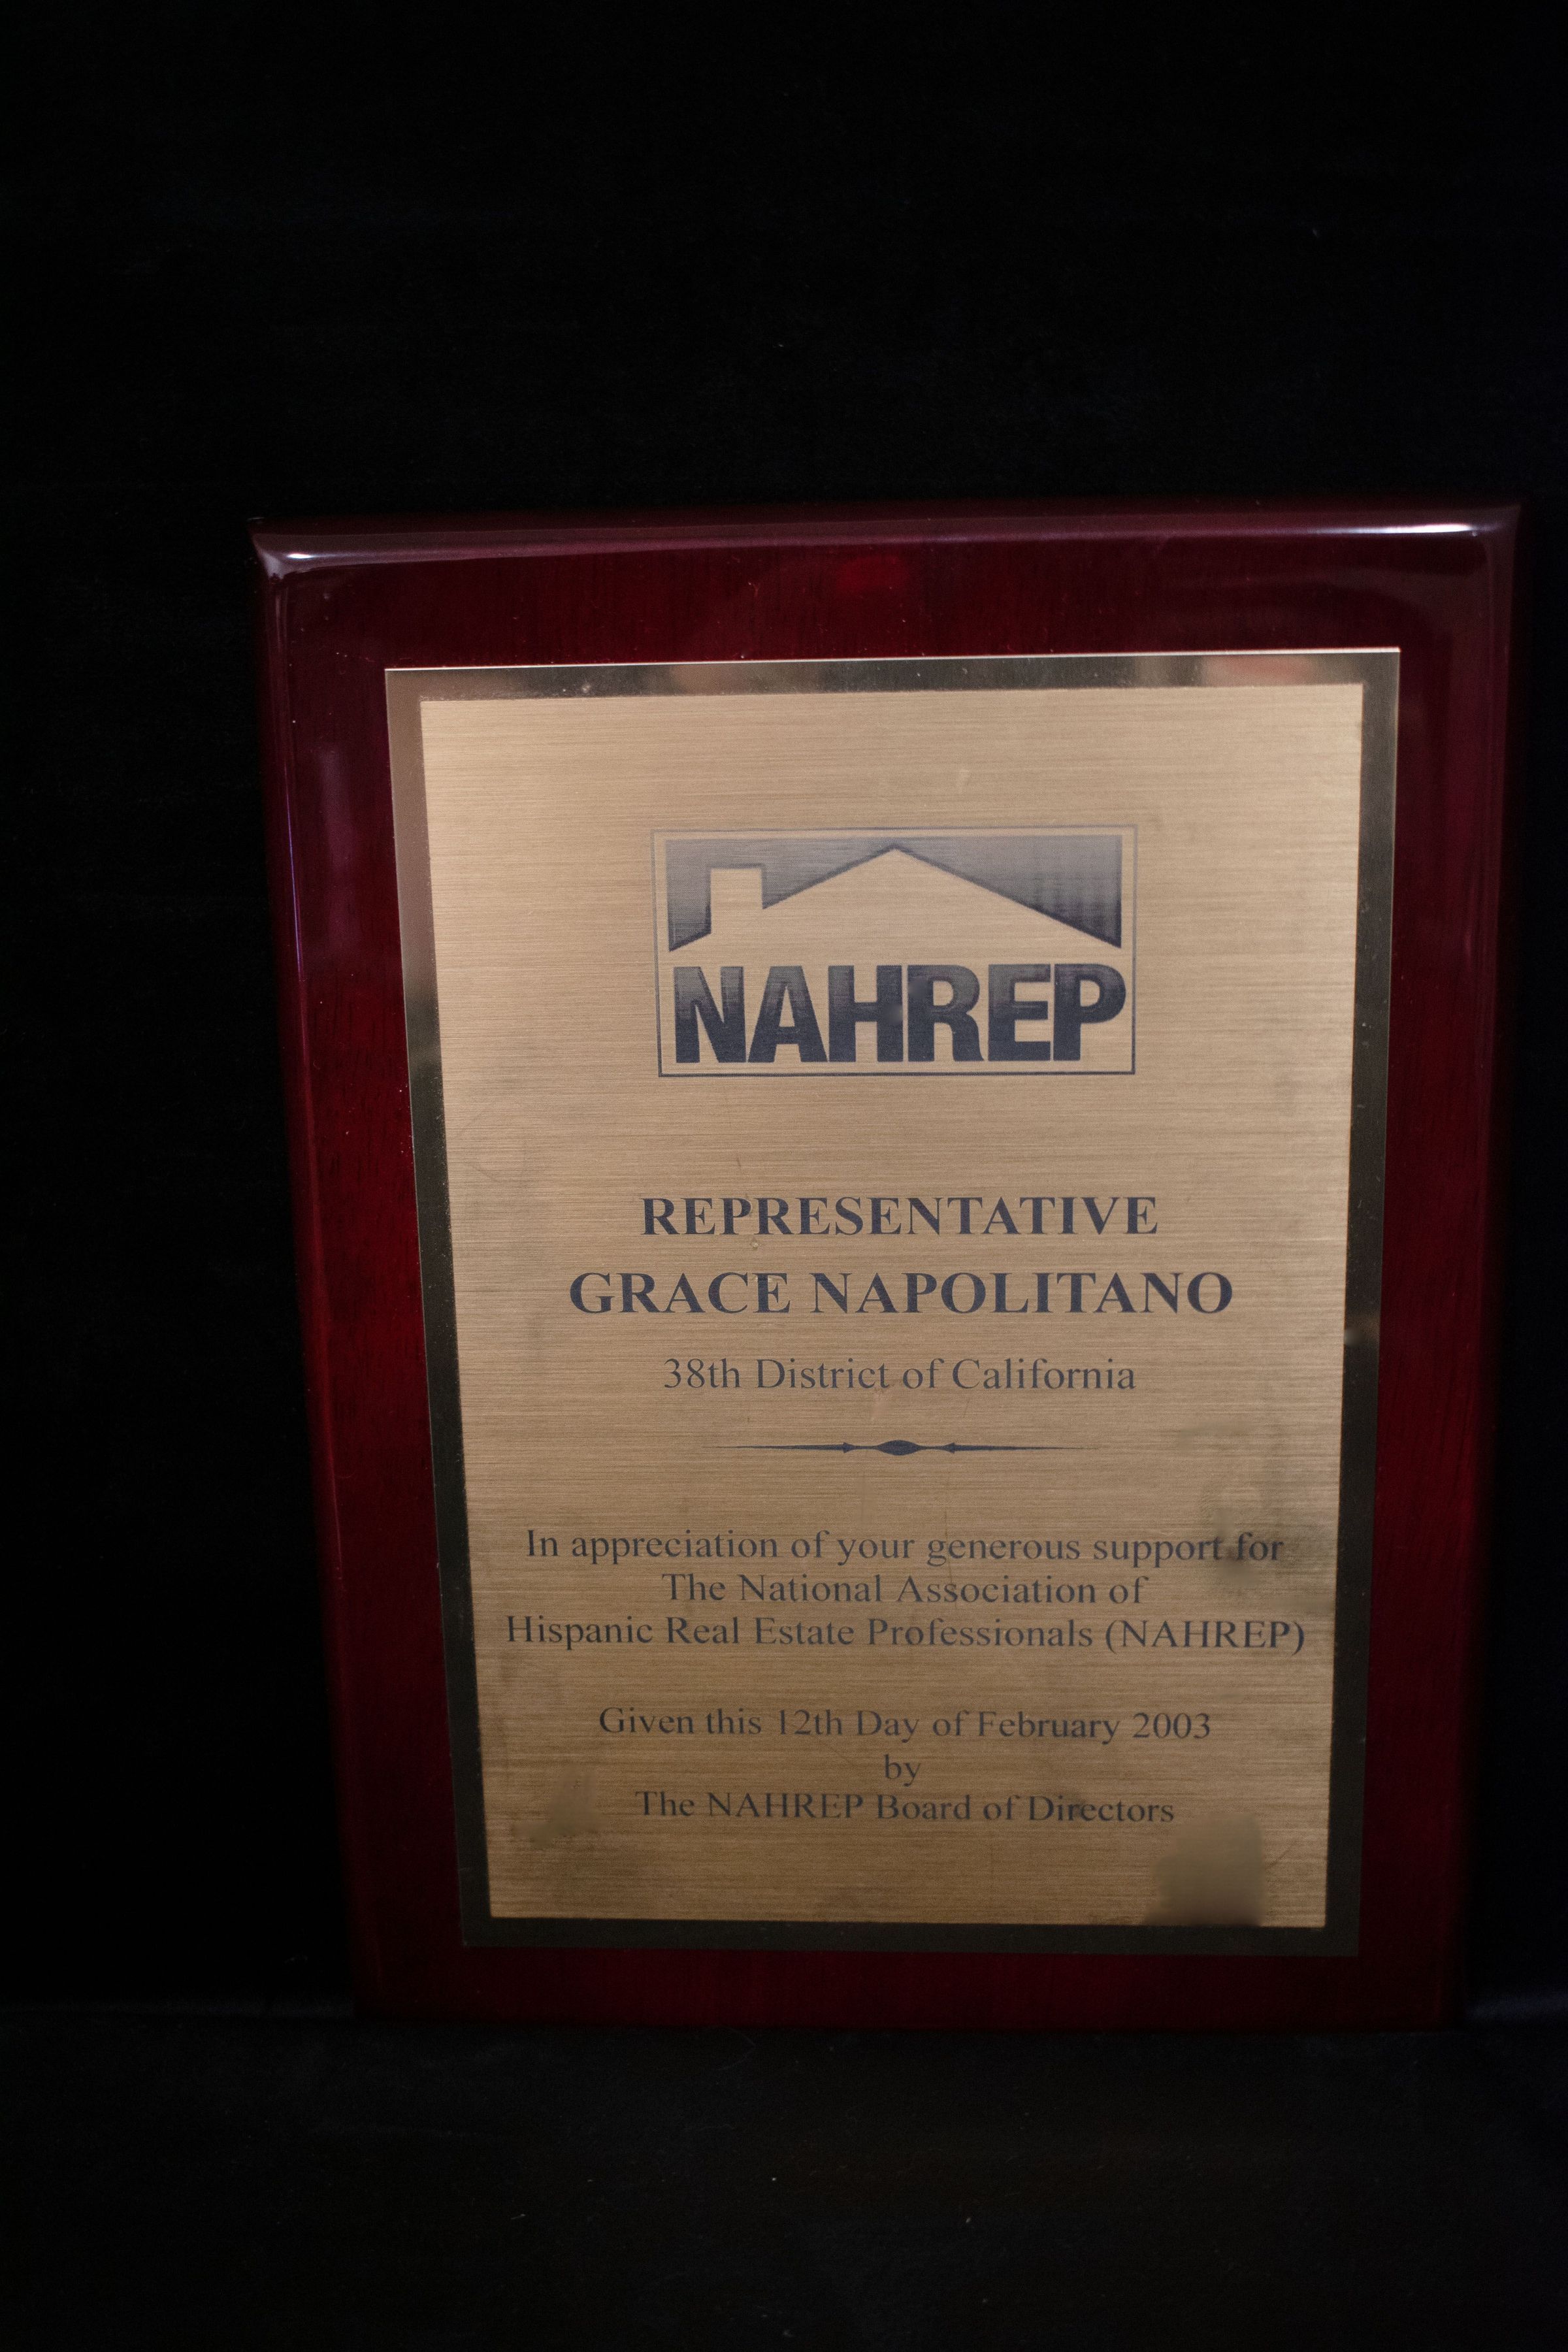 NAHREP
REPRESENTATIVE
GRACE NAPOLITANO
38th District of California
In appreciation of your generous support for
The National Association of
Hispanic Real Estate Professionals (NAHREP)
Given this 12th Day of February 2003
by
The NAHREP Board of Directors